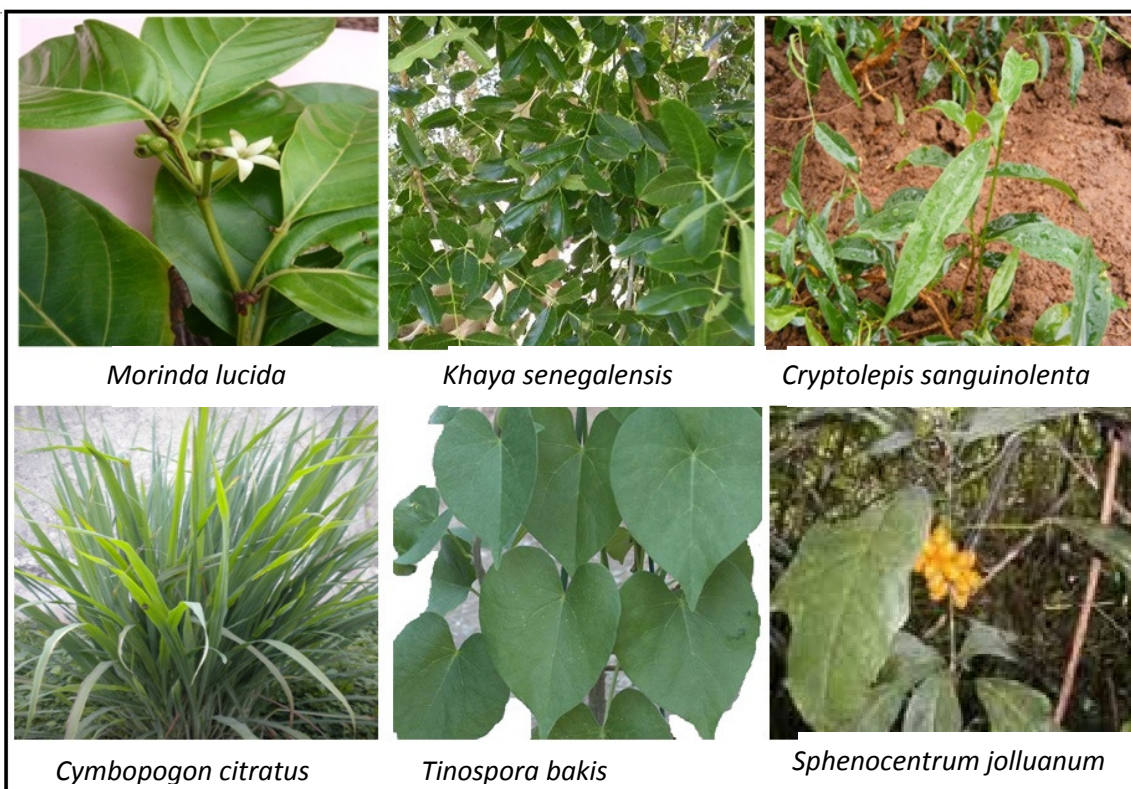 Morinda lucida
Khaya senegalensis
Cryptolepis sanguinolenta
Cymbopogon citratus
Tinospora bakis
Sphenocentrum jolluanum